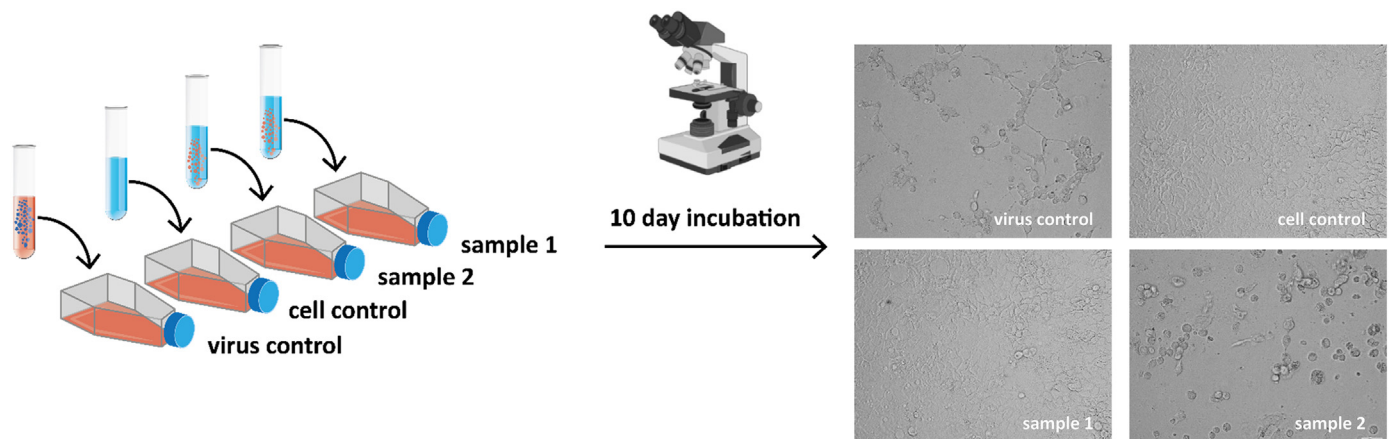 sample 1
sample 2
cell control
virus control
10 day incubation
virus control
cell control
sample 1
sample 2